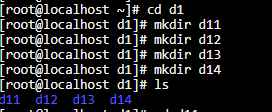 [root@localhost ~]# cd d1
[root@localhost d1]# mkdir d11
[root@localhost d1]# mkdir d12
[root@localhost d1]# mkdir d13
[root@localhost d1]# mkdir d14
[root@localhost d1]# ls
d11 d12 d13 d14